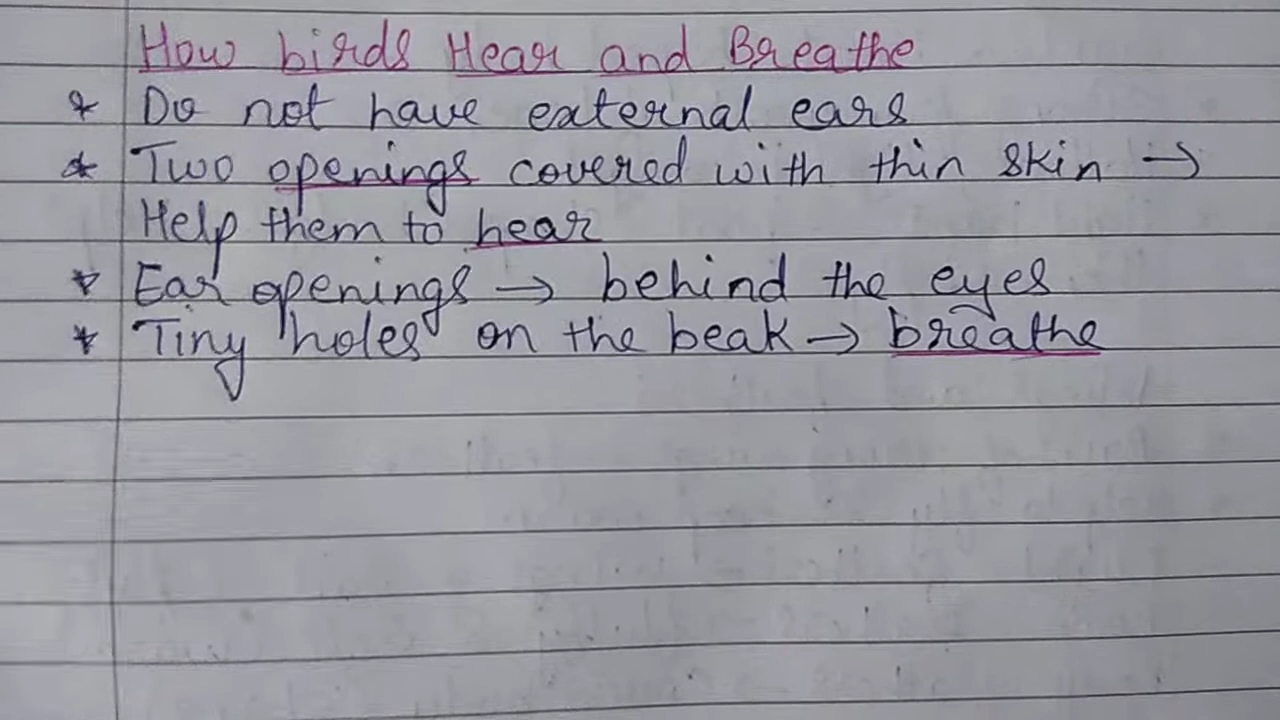 How birds Hear and Breathe
* Do not have external ears
* Two openings covered with thin skin →
Help them to hear
* Ear openings → behind the eyes
* Tiny holes on the beak → breathe